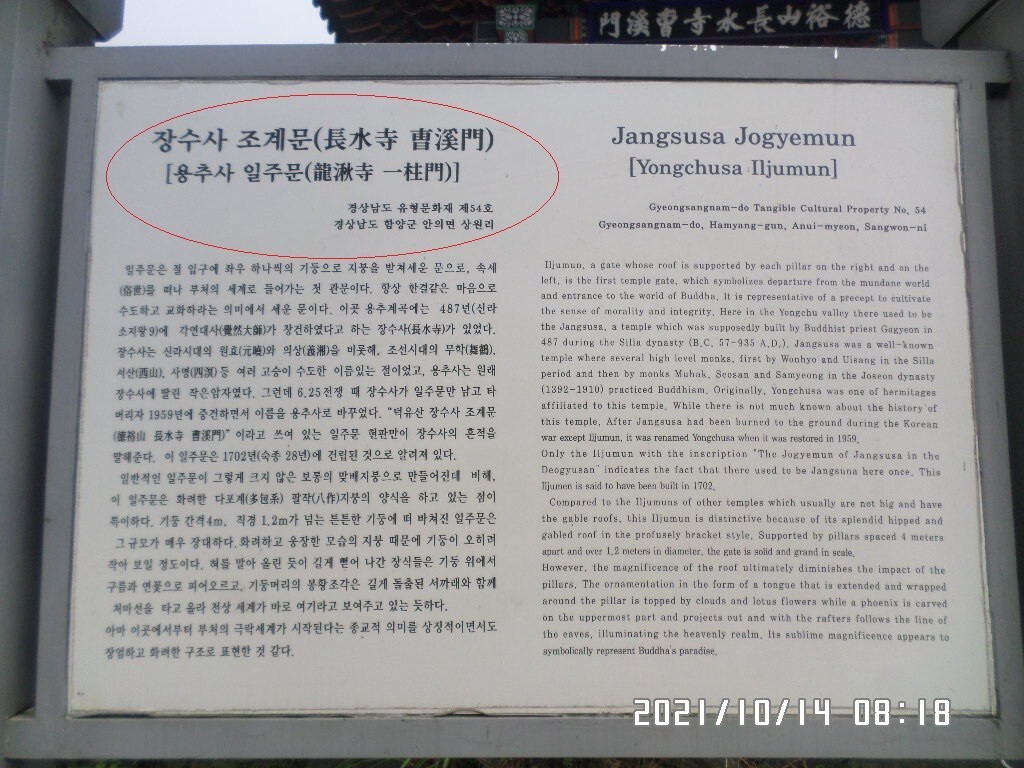 德裕山長水寺曹溪門
장수사 조계문(長水寺 曹溪門)
[용추사 일주문(龍湫寺 一柱門)]
경상남도 유형문화재 제54호
경상남도 함양군 안의면 상원리
일주문은 절 입구에 좌우 하나씩의 기둥으로 지붕을 받쳐세운 문으로, 속세
(俗世)를 떠나 부처의 세계로 들어가는 첫 관문이다. 항상 한결같은 마음으로
수도하고 교화하라는 의미에서 세운 문이다. 이곳 용추계곡에는 487년(신라
소지왕9)에 각연대사(覺然大師)가 창건하였다고 하는 장수사(長水寺)가 있었다.
장수사는 신라시대의 원효(元曉)와 의상(義湘)을 비롯해, 조선시대의 무학(舞鶴),
서산(西山), 사명(四溟)등 여러 고승이 수도한 이름있는 절이었고, 용추사는 원래
장수사에 딸린 작은암자였다. 그런데 6.25전쟁 때 장수사가 일주문만 남고 타
버리자 1959년에 중건하면서 이름을 용추사로 바꾸었다. “덕유산 장수사 조계문
(德裕山 長水寺 曹溪門)” 이라고 쓰여 있는 일주문 현판만이 장수사의 흔적을
말해준다. 이 일주문은 1702년(숙종 28년)에 건립된 것으로 알려져 있다.
일반적인 일주문이 그렇게 크지 않은 보통의 맞배지붕으로 만들어진데 비해,
이 일주문은 화려한 다포계(多包系) 팔작(八作)지붕의 양식을 하고 있는 점이
특이하다. 기둥 간격4m, 직경 1.2m가 넘는 튼튼한 기둥에 떠 바쳐진 일주문은
그 규모가 매우 장대하다.화려하고 웅장한 모습의 지붕 때문에 기둥이 오히려
작아 보일 정도이다. 혀를 말아 올린 듯이 길게 뻗어 나간 장식들은 기둥 위에서
구름과 연꽃으로 피어오르고, 기둥머리의 봉황조각은 길게 돌출된 서까래와 함께
처마선을 타고 올라 천상 세계가 바로 여기라고 보여주고 있는 듯하다.
아마 이곳에서부터 부처의 극락세계가 시작된다는 종교적 의미를 상징적이면서도
장엄하고 화려한 구조로 표현한 것 같다.
Jangsusa Jogyemun
[Yongchusa Iljumun]
Gyeongsangnam-do Tangible Cultural Property No. 54
Gyeongsangnam-do, Hamyang-gun, Anui-myeon, Sangwon-ni
Iljumun, a gate whose roof is supported by each pillar on the right and on the
left, is the first temple gate, which symbolizes departure from the mundane world
and entrance to the world of Buddha. It is representative of a precept to cultivate
the sense of morality and integrity. Here in the Yongchu valley there used to be
the Jangsusa, a temple which was supposedly built by Buddhist priest Gagyeon in
487 during the Silla dynasty (B.C. 57-935 A.D.). Jangsusa was a well-known
temple where several high level monks, first by Wonhyo and Uisang in the Silla
period and then by monks Muhak, Seosan and Samyeong in the Joseon dynasty
(1392-1910) practiced Buddhism. Originally, Yongchusa was one of hermitages
affiliated to this temple. While there is not much known about the history of
this temple. After Jangsusa had been burned to the ground during the Korean
war except Iljumun, it was renamed Yongchusa when it was restored in 1959.
Only the Iljumun with the inscription "The Jogyemun of Jangsusa in the
Deogyusan" indicates the fact that there used to be Jangsuna here once. This
Iljumen is said to have been built in 1702.
Compared to the Iljumuns of other temples which usually are not big and have
the gable roofs, this Iljumun is distinctive because of its splendid hipped and
gabled roof in the profusely bracket style. Supported by pillars spaced 4 meters
apart and over 1.2 meters in diameter, the gate is solid and grand in scale.
However, the magnificence of the roof ultimately diminishes the impact of the
pillars. The ornamentation in the form of a tongue that is extended and wrapped
around the pillar is topped by clouds and lotus flowers while a phoenix is carved
on the uppermost part and projects out and with the rafters follows the line of
the eaves, illuminating the heavenly realm. Its sublime magnificence appears to
symbolically represent Buddha's paradise.
2021/10/14 08:18